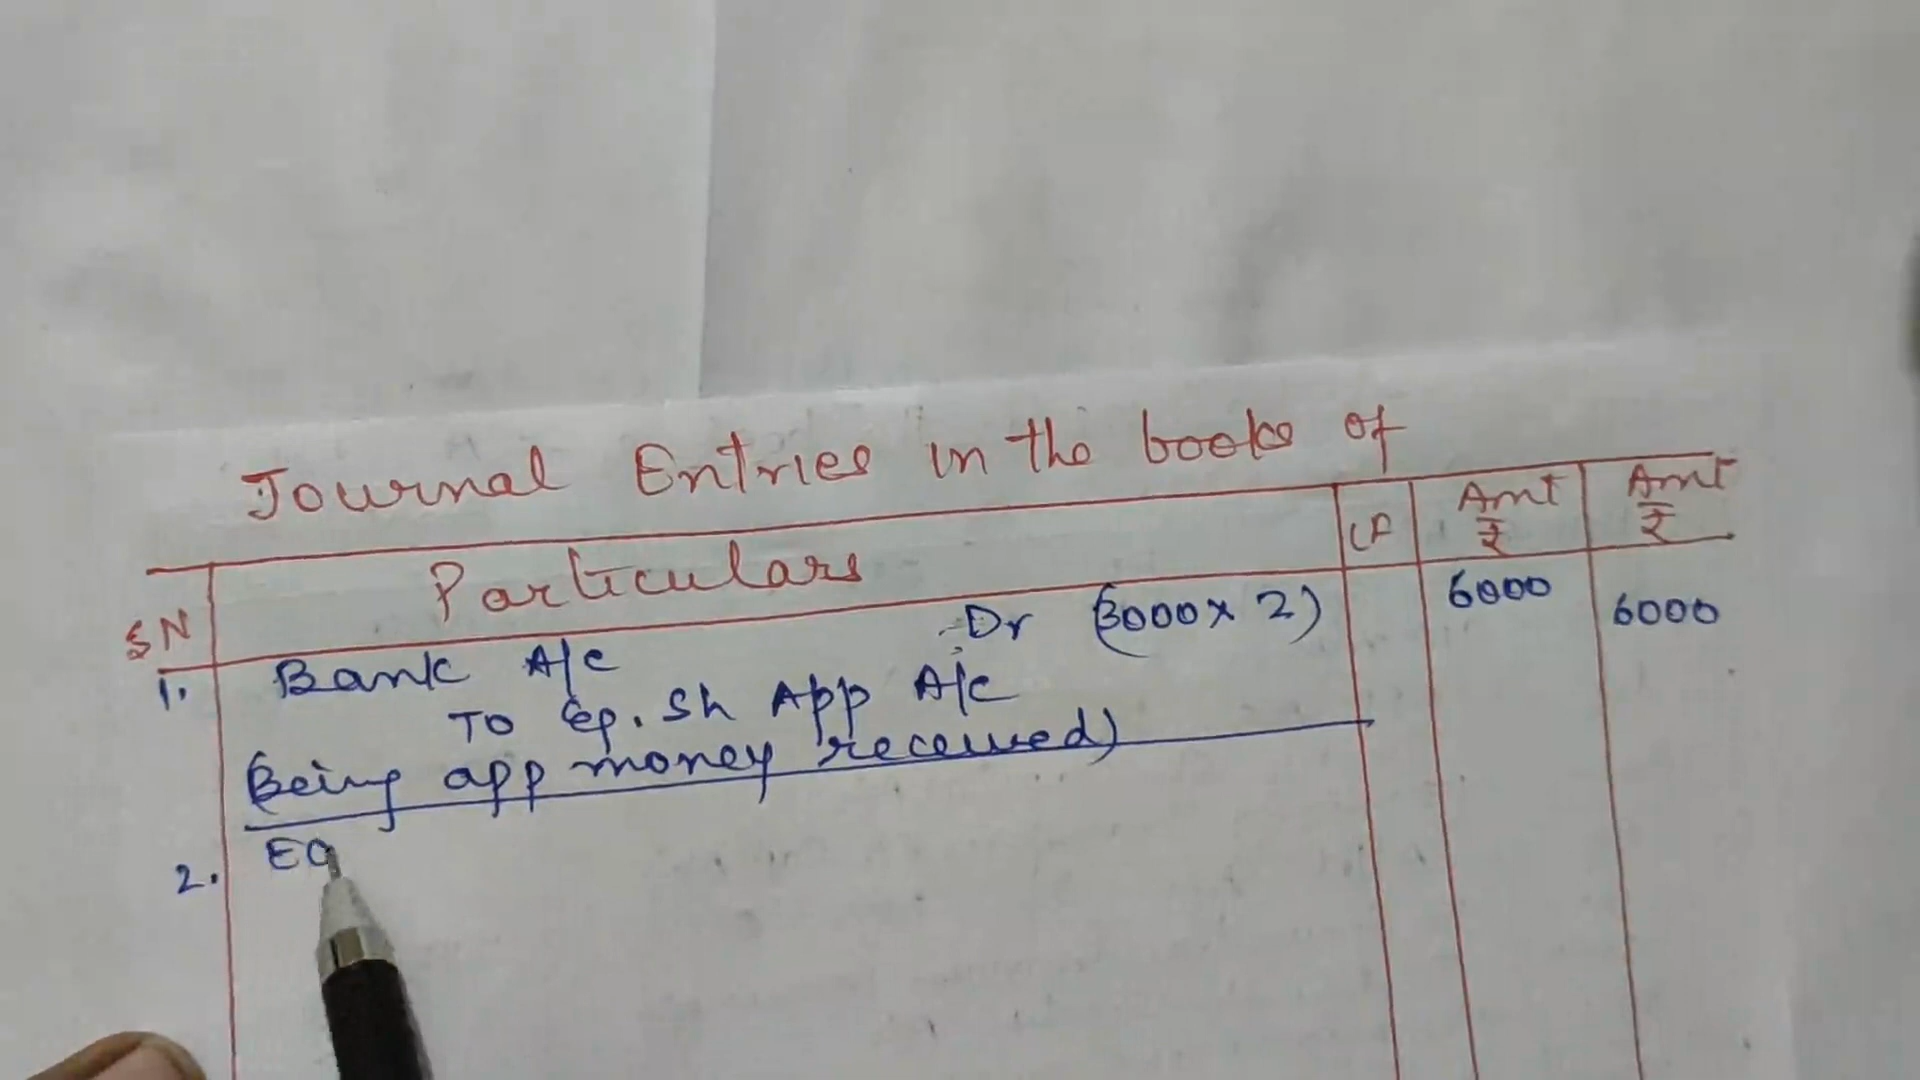 Journal Entries in the books of
SN Particulars LF Amt ₹ Amt ₹
1. Bank A/c Dr (3000 x 2) 6000
To Eq. Sh App A/c 6000
(Being app money received)
2. EQ